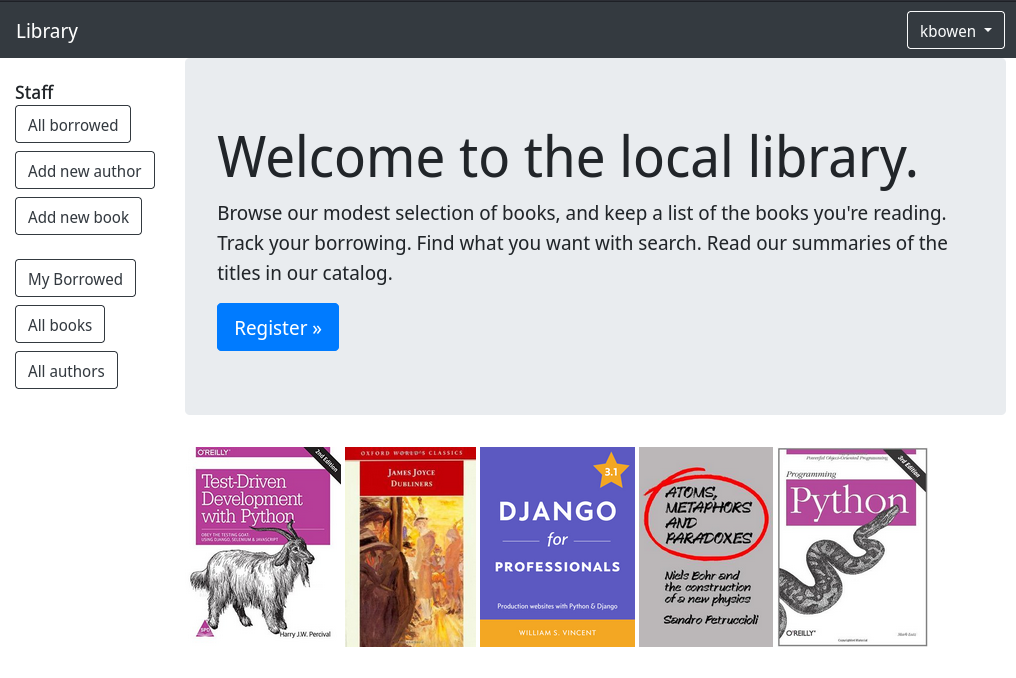 Library
kbowen
Staff
All borrowed
Add new author
Add new book
My Borrowed
All books
All authors
Welcome to the local library.
Browse our modest selection of books, and keep a list of the books you're reading.
Track your borrowing. Find what you want with search. Read our summaries of the
titles in our catalog.
Register »
O'REILLY
2nd Edition
Test-Driven
Development
with Python
OBEY THE TESTING GOAT:
USING DJANGO, SELENIUM & JAVASCRIPT
SPD
Harry J.W. Percival
OXFORD WORLD'S CLASSICS
JAMES JOYCE
DUBLINERS
3.1
DJANGO
for
PROFESSIONALS
Production websites with Python & Django
WILLIAM S. VINCENT
ATOMS,
METAPHORS
AND
PARADOXES
Niels Bohr and
the construction
of a new physics
Sandro Petruccioli
Powerful Object-Oriented Programming
3rd Edition
Programming
Python
O'REILLY
Mark Lutz